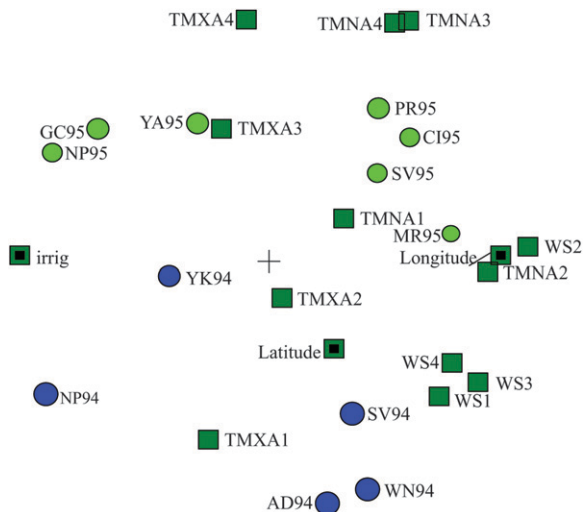 TMXA4
TMNA4
TMNA3
PR95
YA95
GC95
TMXA3
CI95
NP95
SV95
TMNA1
MR95
WS2
irrig
Longitude
YK94
TMNA2
TMXA2
Latitude
WS4
WS3
NP94
WS1
SV94
TMXA1
WN94
AD94